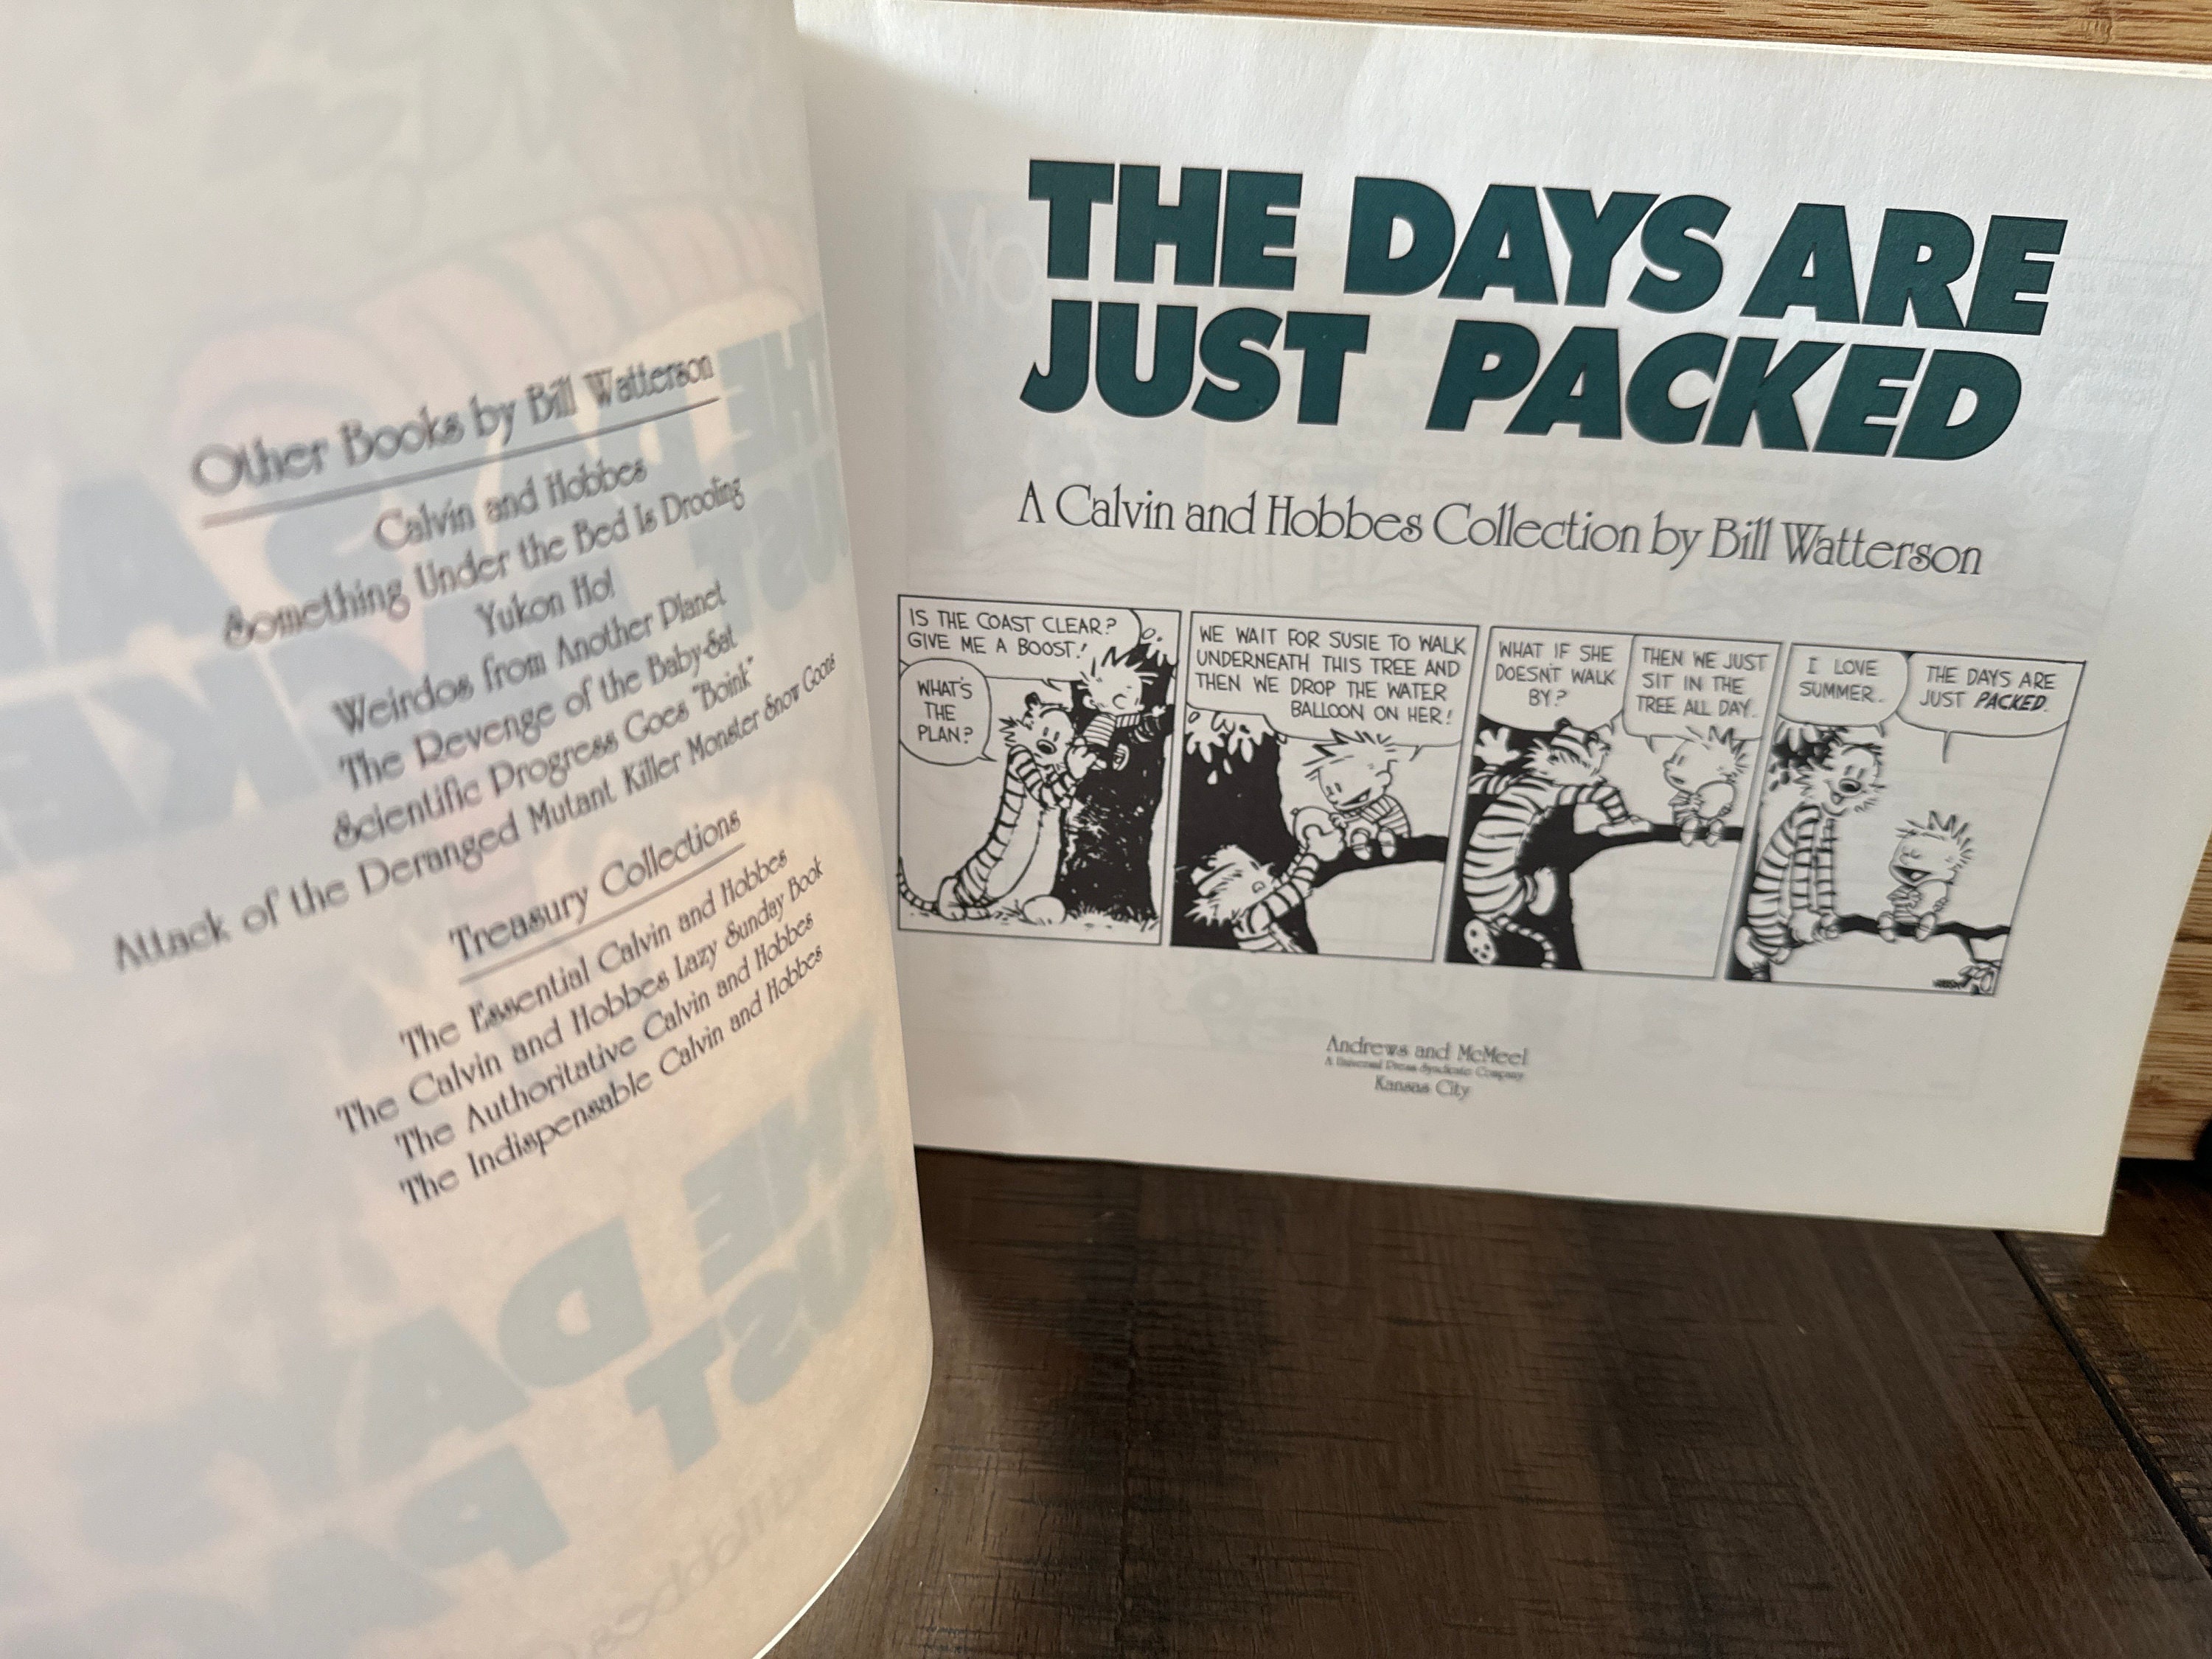 Other Books by Bill Watterson
Calvin and Hobbes
Something Under the Bed Is Drooling
Yukon Ho!
Weirdos from Another Planet
The Revenge of the Baby-Sat
Scientific Progress Goes "Boink"
Attack of the Deranged Mutant Killer Monster Snow Goons
Treasury Collections
The Essential Calvin and Hobbes
The Calvin and Hobbes Lazy Sunday Book
The Authoritative Calvin and Hobbes
The Indispensable Calvin and Hobbes
THE DAYS ARE
JUST PACKED
A Calvin and Hobbes Collection by Bill Watterson
IS THE COAST CLEAR?
GIVE ME A BOOST!
WHAT'S
THE
PLAN?
WE WAIT FOR SUSIE TO WALK
UNDERNEATH THIS TREE AND
THEN WE DROP THE WATER
BALLOON ON HER!
WHAT IF SHE
DOESN'T WALK
BY?
THEN WE JUST
SIT IN THE
TREE ALL DAY.
I LOVE
SUMMER.
THE DAYS ARE
JUST PACKED.
Andrews and McMeel
A Universal Press Syndicate Company
Kansas City